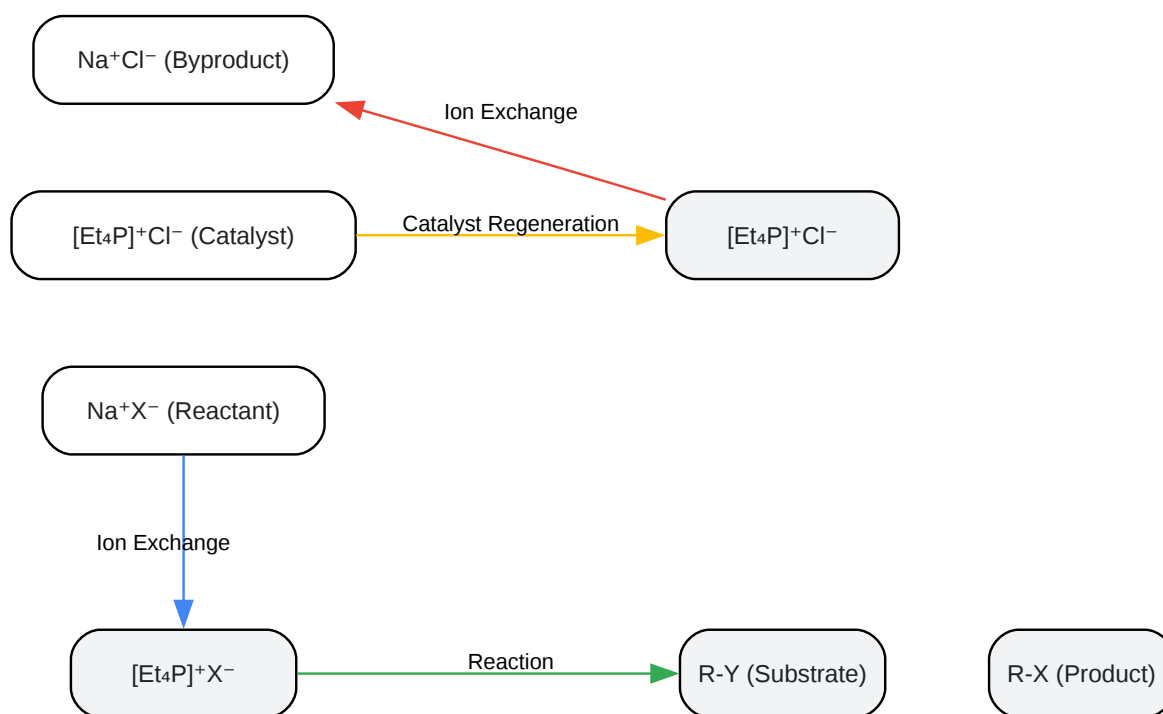 Na⁺Cl⁻ (Byproduct)
Ion Exchange
[Et₄P]⁺Cl⁻ (Catalyst)
Catalyst Regeneration
[Et₄P]⁺Cl⁻
Na⁺X⁻ (Reactant)
Ion Exchange
[Et₄P]⁺X⁻
Reaction
R-Y (Substrate)
R-X (Product)